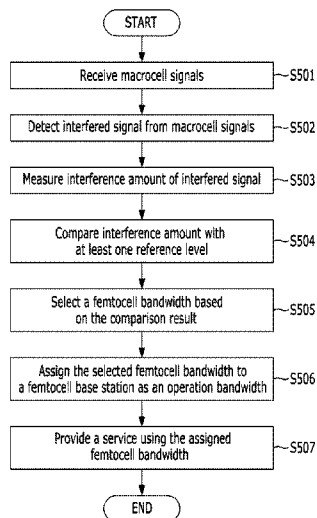 START
Receive macrocell signals
S501
Detect interfered signal from macrocell signals
S502
Measure interference amount of interfered signal
S503
Compare interference amount with
at least one reference level
S504
Select a femtocell bandwidth based
on the comparison result
S505
Assign the selected femtocell bandwidth to
a femtocell base station as an operation bandwidth
S506
Provide a service using the assigned
femtocell bandwidth
S507
END